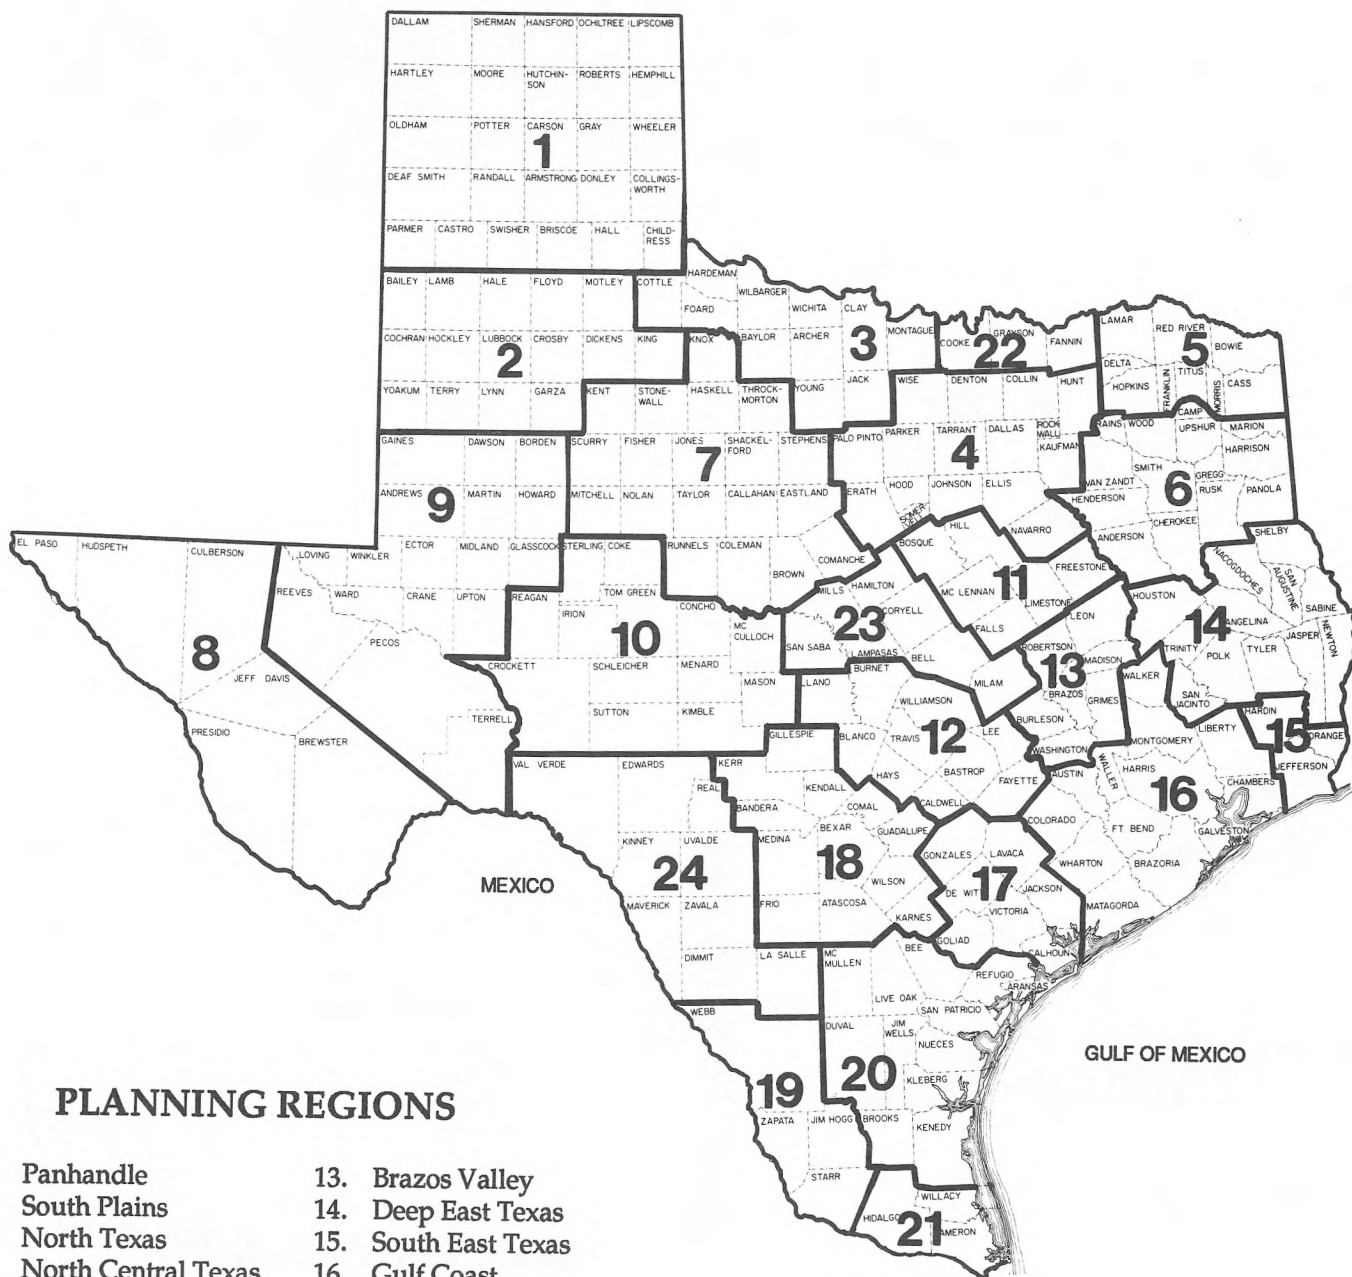 DALLAM SHERMAN HANSFORD OCHILTREE LIPSCOMB
HARTLEY MOORE HUTCHIN-
SON ROBERTS HEMPHILL
OLDHAM POTTER CARSON GRAY WHEELER
1
DEAF SMITH RANDALL ARMSTRONG DONLEY COLLINGS-
WORTH
PARMER CASTRO SWISHER BRISCOE HALL CHILD-
RESS
BAILEY LAMB HALE FLOYD MOTLEY COTTLE
HARDEMAN
FOARD
WILBARGER
WICHITA CLAY
MONTAGUE
COCHRAN HOCKLEY LUBBOCK CROSBY DICKENS KING KNOX
2
BAYLOR ARCHER
3
COOKE GRAYSON FANNIN
22
LAMAR RED RIVER BOWIE
5
DELTA TITUS
HOPKINS FRANKLIN MORRIS CASS
YOAKUM TERRY LYNN GARZA KENT STONE-
WALL HASKELL THROCK-
MORTON YOUNG JACK WISE DENTON COLLIN HUNT
CAMP
GAINES DAWSON BORDEN SCURRY FISHER JONES SHACKEL-
FORD STEPHENS PALO PINTO PARKER TARRANT DALLAS ROCK
WALL
KAUFMAN
RAINS WOOD UPSHUR MARION
HARRISON
7
4
ANDREWS MARTIN HOWARD MITCHELL NOLAN TAYLOR CALLAHAN EASTLAND ERATH HOOD JOHNSON ELLIS
SOMER
VELL
9
VAN ZANDT SMITH GREGG
RUSK PANOLA
HENDERSON
6
CHEROKEE
ANDERSON
EL PASO HUDSPETH CULBERSON
LOVING WINKLER ECTOR MIDLAND GLASSCOCK STERLING COKE RUNNELS COLEMAN BROWN COMANCHE
BOSQUE HILL NAVARRO
FREESTONE
SHELBY
NACOGDOCHES
SAN
AUGUSTINE
SABINE
REEVES WARD CRANE UPTON REAGAN IRION TOM GREEN CONCHO
MC
CULLOCH
MILLS HAMILTON
CORYELL
MC LENNAN
11
LIMESTONE
FALLS
LEON
HOUSTON
8
PECOS
10
23
SAN SABA LAMPASAS BELL
ROBERTSON
13
MADISON
14
ANGELINA
TRINITY POLK TYLER JASPER NEWTON
JEFF DAVIS
CROCKETT SCHLEICHER MENARD
MASON
LLANO BURNET
WILLIAMSON
MILAM
BRAZOS
GRIMES
WALKER
SAN
JACINTO
TERRELL
SUTTON KIMBLE
12
LEE
BURLESON
LIBERTY
HARDIN
15
ORANGE
PRESIDIO BREWSTER
GILLESPIE BLANCO TRAVIS
WASHINGTON
MONTGOMERY
JEFFERSON
VAL VERDE EDWARDS KERR
REAL
KENDALL HAYS BASTROP FAYETTE
AUSTIN WALLER HARRIS
CHAMBERS
16
BANDERA COMAL CALDWELL
COLORADO
KINNEY UVALDE MEDINA BEXAR GUADALUPE
FT BEND GALVESTON
GONZALES LAVACA
WHARTON BRAZORIA
MEXICO
24
18
WILSON
17
DE WITT JACKSON
MAVERICK ZAVALA FRIO ATASCOSA
KARNES
VICTORIA MATAGORDA
GOLIAD
DIMMIT LA SALLE MC
MULLEN
BEE
CALHOUN
REFUGIO
ARANSAS
LIVE OAK
SAN PATRICIO
WEBB DUVAL JIM
WELLS
NUECES
GULF OF MEXICO
19
20
KLEBERG
ZAPATA JIM HOGG BROOKS KENEDY
STARR
WILLACY
HIDALGO
21
AMERON
PLANNING REGIONS
Panhandle 13. Brazos Valley
South Plains 14. Deep East Texas
North Texas 15. South East Texas
North Central Texas 16. Gulf Coast